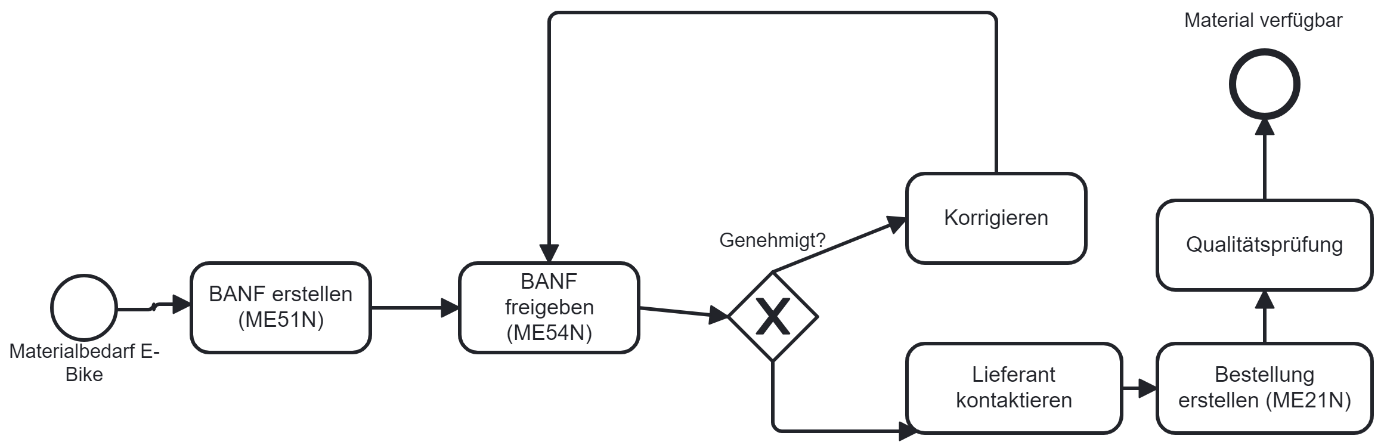 Material verfügbar
Korrigieren
Genehmigt?
Qualitätsprüfung
BANF erstellen
(ME51N)
BANF
freigeben
(ME54N)
X
Materialbedarf E-
Bike
Lieferant
kontaktieren
Bestellung
erstellen (ME21N)